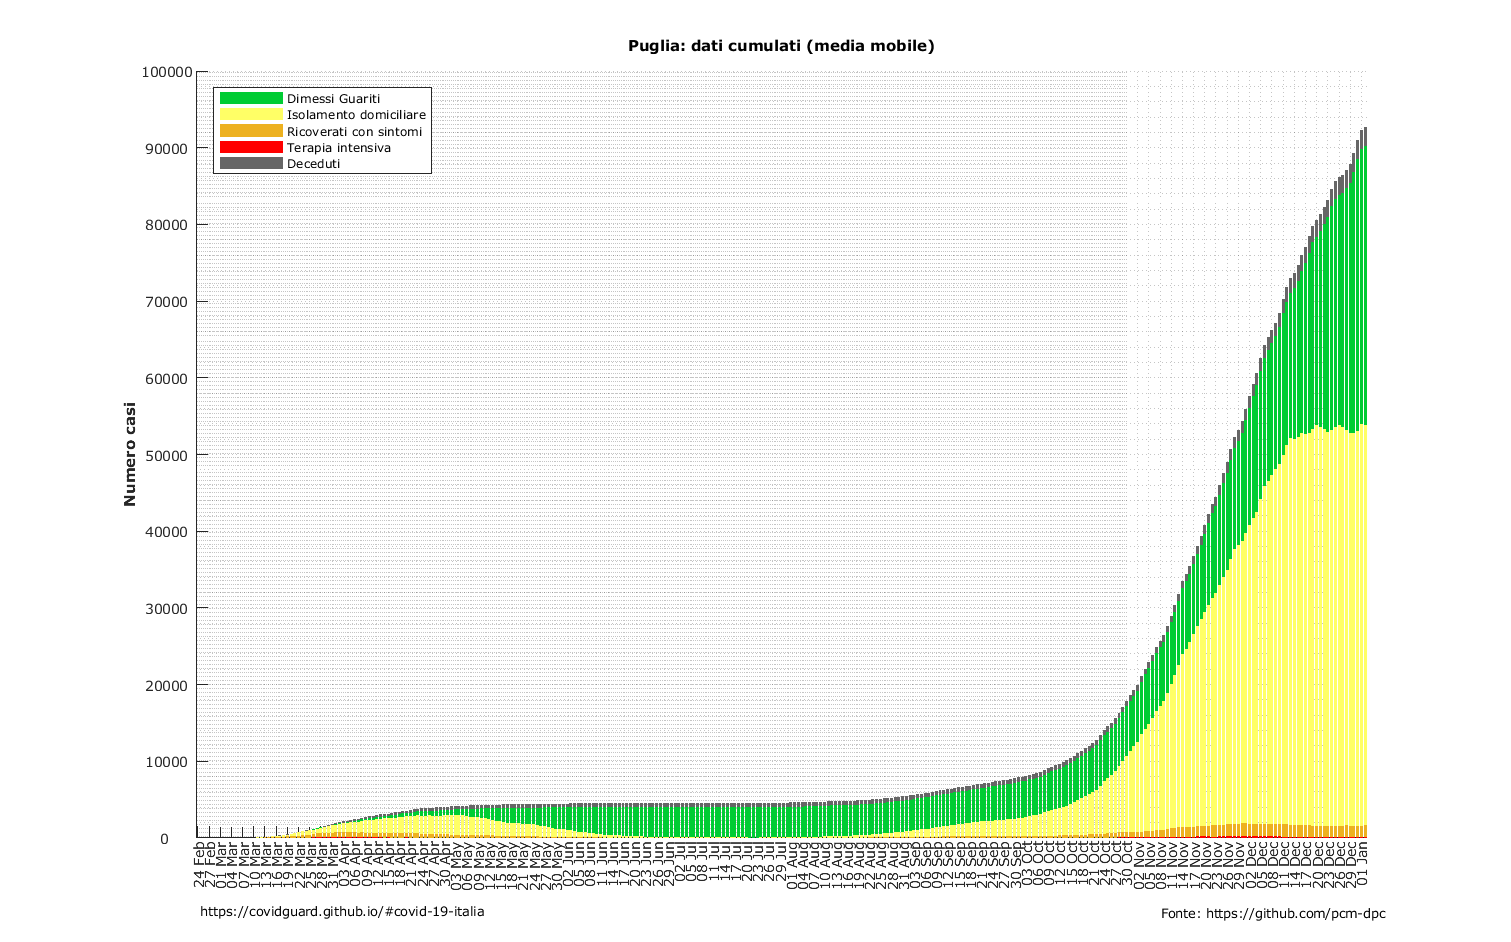 Puglia: dati cumulati (media mobile)
100000
90000
80000
70000
60000
50000
40000
30000
20000
10000
0
Numero casi
Dimessi Guariti
Isolamento domiciliare
Ricoverati con sintomi
Terapia intensiva
Deceduti
24 Feb
27 Feb
01 Mar
04 Mar
07 Mar
10 Mar
13 Mar
16 Mar
19 Mar
22 Mar
25 Mar
28 Mar
31 Mar
03 Apr
06 Apr
09 Apr
12 Apr
15 Apr
18 Apr
21 Apr
24 Apr
27 Apr
30 Apr
03 May
06 May
09 May
12 May
15 May
18 May
21 May
24 May
27 May
30 May
02 Jun
05 Jun
08 Jun
11 Jun
14 Jun
17 Jun
20 Jun
23 Jun
26 Jun
29 Jun
02 Jul
05 Jul
08 Jul
11 Jul
14 Jul
17 Jul
20 Jul
23 Jul
26 Jul
29 Jul
01 Aug
04 Aug
07 Aug
10 Aug
13 Aug
16 Aug
19 Aug
22 Aug
25 Aug
28 Aug
31 Aug
03 Sep
06 Sep
09 Sep
12 Sep
15 Sep
18 Sep
21 Sep
24 Sep
27 Sep
30 Sep
03 Oct
06 Oct
09 Oct
12 Oct
15 Oct
18 Oct
21 Oct
24 Oct
27 Oct
30 Oct
02 Nov
05 Nov
08 Nov
11 Nov
14 Nov
17 Nov
20 Nov
23 Nov
26 Nov
29 Nov
02 Dec
05 Dec
08 Dec
11 Dec
14 Dec
17 Dec
20 Dec
23 Dec
26 Dec
29 Dec
01 Jan
https://covidguard.github.io/#covid-19-italia
Fonte: https://github.com/pcm-dpc